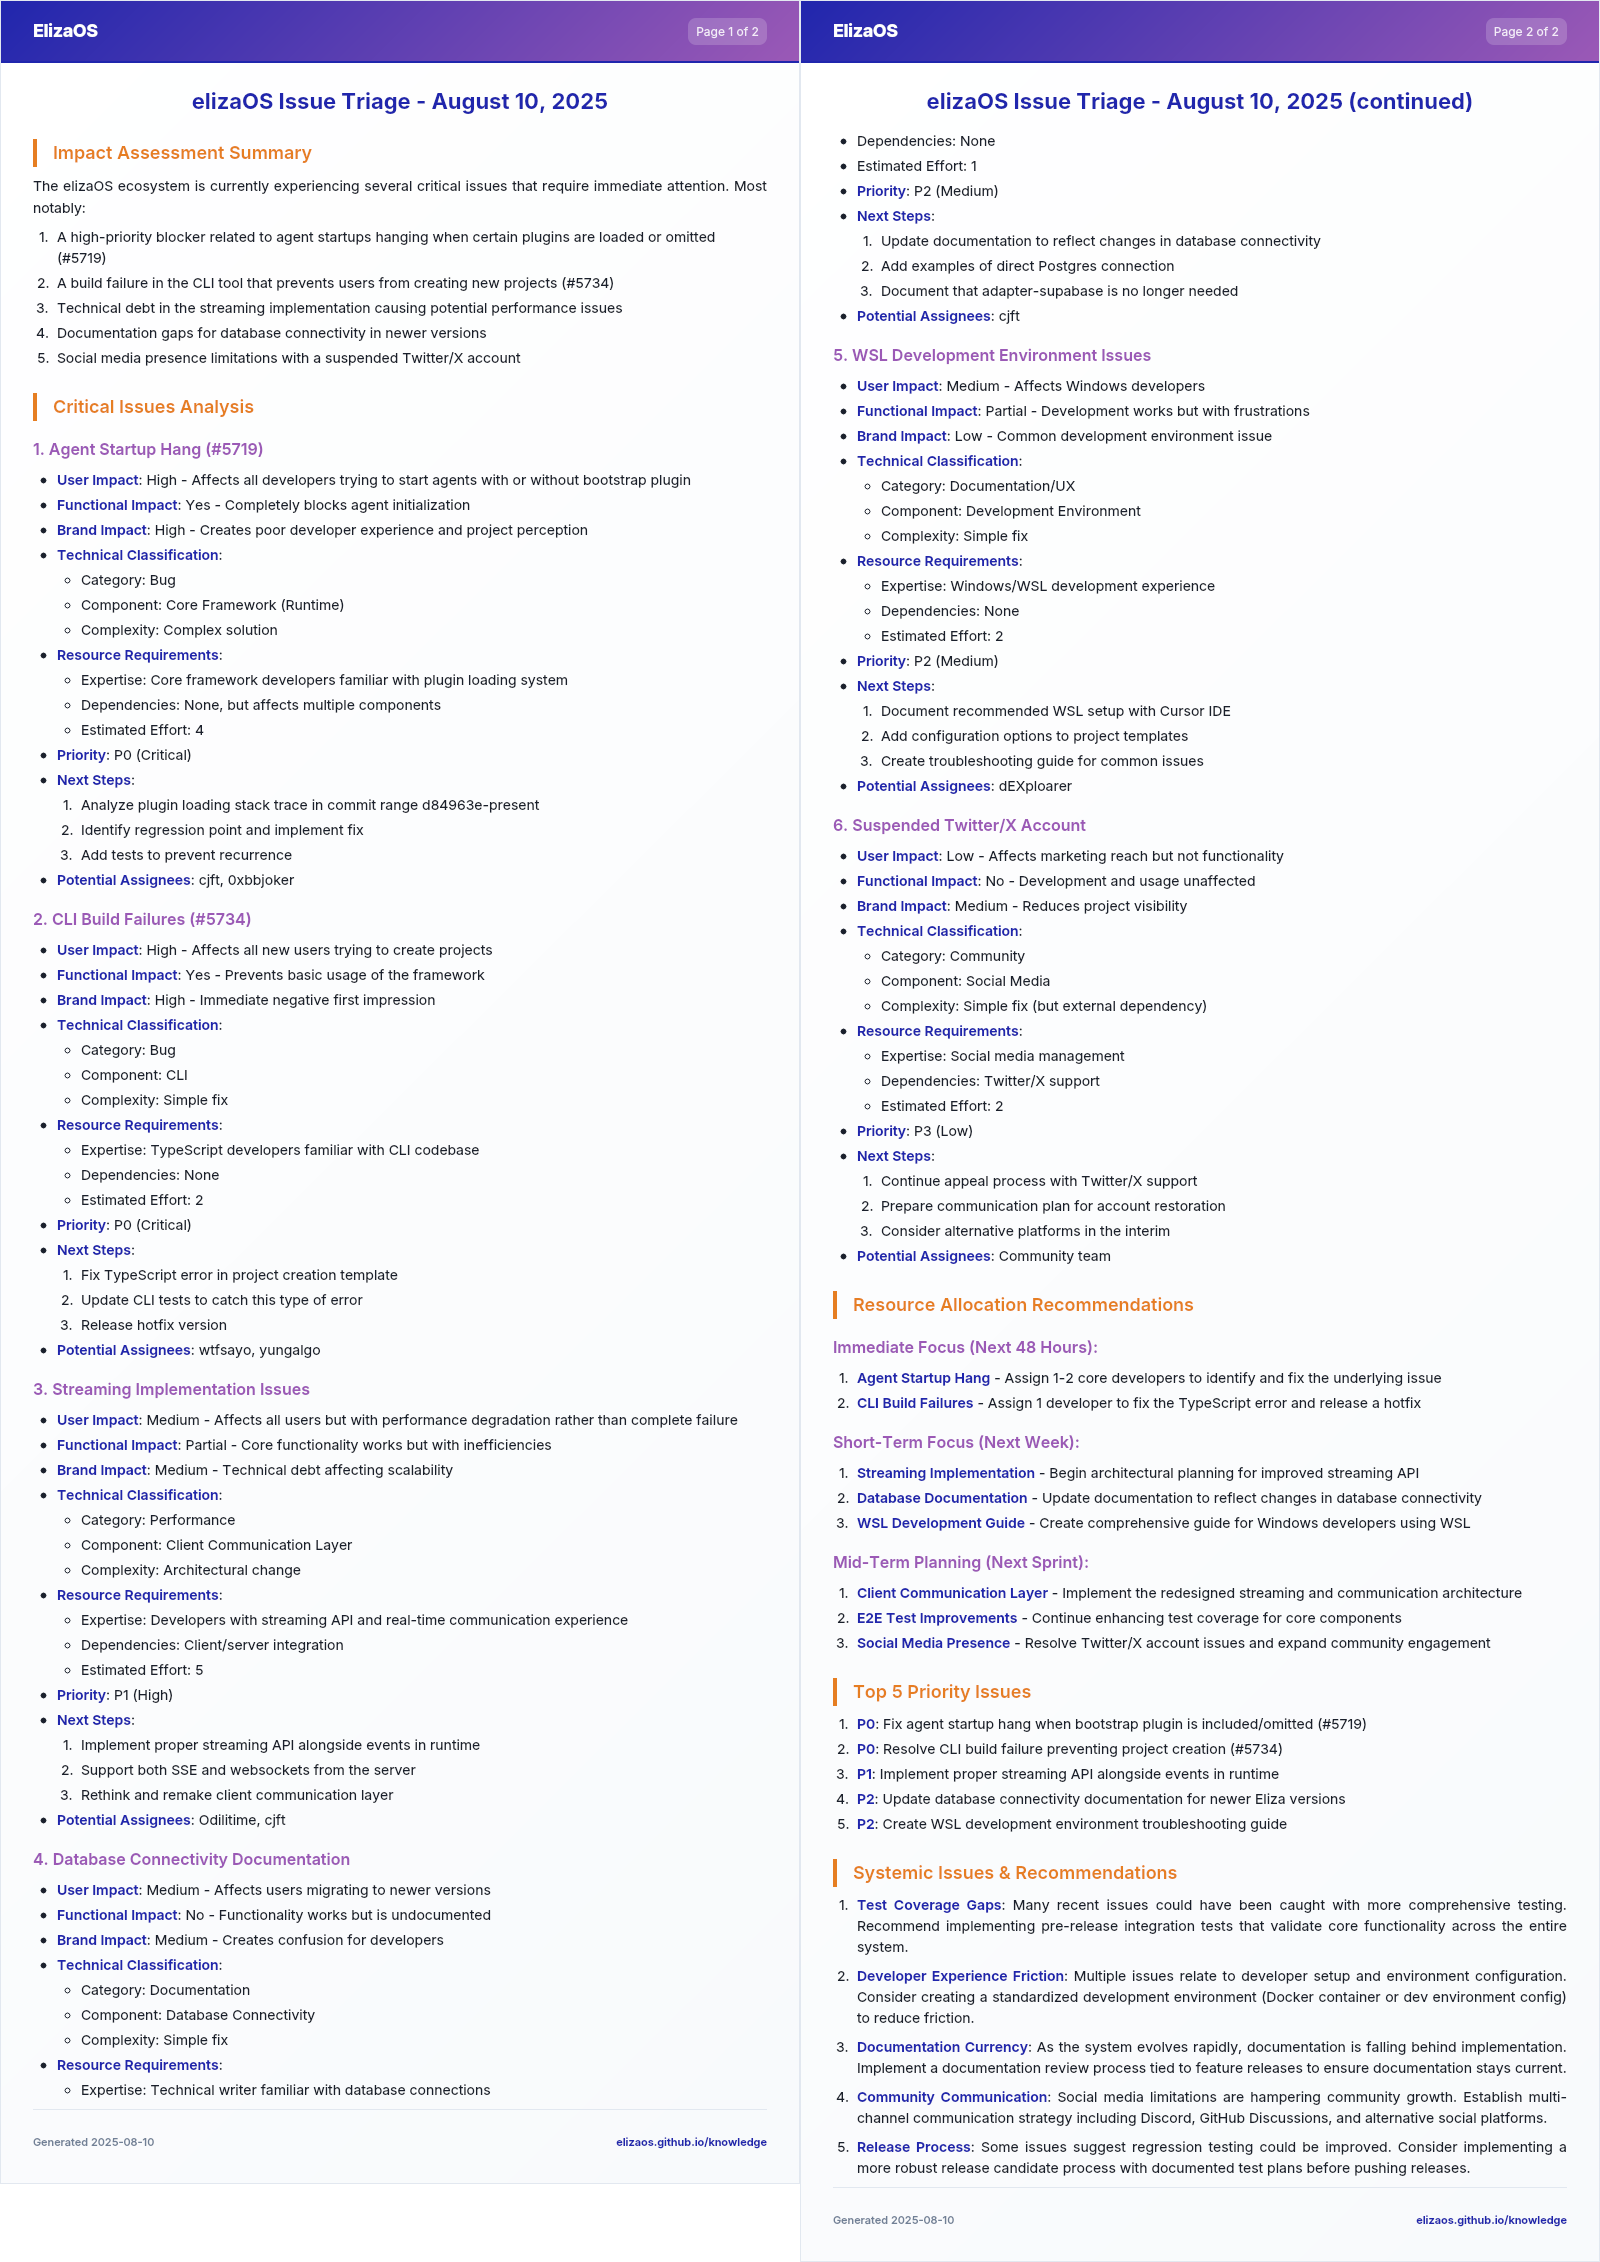 ElizaOS
Page 1 of 2
elizaOS Issue Triage - August 10, 2025
Impact Assessment Summary
The elizaOS ecosystem is currently experiencing several critical issues that require immediate attention. Most
notably:
1. A high-priority blocker related to agent startups hanging when certain plugins are loaded or omitted
(#5719)
2. A build failure in the CLI tool that prevents users from creating new projects (#5734)
3. Technical debt in the streaming implementation causing potential performance issues
4. Documentation gaps for database connectivity in newer versions
5. Social media presence limitations with a suspended Twitter/X account
Critical Issues Analysis
1. Agent Startup Hang (#5719)
• User Impact: High - Affects all developers trying to start agents with or without bootstrap plugin
• Functional Impact: Yes - Completely blocks agent initialization
• Brand Impact: High - Creates poor developer experience and project perception
• Technical Classification:
◦ Category: Bug
◦ Component: Core Framework (Runtime)
◦ Complexity: Complex solution
• Resource Requirements:
◦ Expertise: Core framework developers familiar with plugin loading system
◦ Dependencies: None, but affects multiple components
◦ Estimated Effort: 4
• Priority: P0 (Critical)
• Next Steps:
1. Analyze plugin loading stack trace in commit range d84963e-present
2. Identify regression point and implement fix
3. Add tests to prevent recurrence
• Potential Assignees: cjft, 0xbbjoker
2. CLI Build Failures (#5734)
• User Impact: High - Affects all new users trying to create projects
• Functional Impact: Yes - Prevents basic usage of the framework
• Brand Impact: High - Immediate negative first impression
• Technical Classification:
◦ Category: Bug
◦ Component: CLI
◦ Complexity: Simple fix
• Resource Requirements:
◦ Expertise: TypeScript developers familiar with CLI codebase
◦ Dependencies: None
◦ Estimated Effort: 2
• Priority: P0 (Critical)
• Next Steps:
1. Fix TypeScript error in project creation template
2. Update CLI tests to catch this type of error
3. Release hotfix version
• Potential Assignees: wtfsayo, yungalgo
3. Streaming Implementation Issues
• User Impact: Medium - Affects all users but with performance degradation rather than complete failure
• Functional Impact: Partial - Core functionality works but with inefficiencies
• Brand Impact: Medium - Technical debt affecting scalability
• Technical Classification:
◦ Category: Performance
◦ Component: Client Communication Layer
◦ Complexity: Architectural change
• Resource Requirements:
◦ Expertise: Developers with streaming API and real-time communication experience
◦ Dependencies: Client/server integration
◦ Estimated Effort: 5
• Priority: P1 (High)
• Next Steps:
1. Implement proper streaming API alongside events in runtime
2. Support both SSE and websockets from the server
3. Rethink and remake client communication layer
• Potential Assignees: Odilitime, cjft
4. Database Connectivity Documentation
• User Impact: Medium - Affects users migrating to newer versions
• Functional Impact: No - Functionality works but is undocumented
• Brand Impact: Medium - Creates confusion for developers
• Technical Classification:
◦ Category: Documentation
◦ Component: Database Connectivity
◦ Complexity: Simple fix
• Resource Requirements:
◦ Expertise: Technical writer familiar with database connections
Generated 2025-08-10
elizaos.github.io/knowledge
ElizaOS
Page 2 of 2
elizaOS Issue Triage - August 10, 2025 (continued)
• Dependencies: None
• Estimated Effort: 1
• Priority: P2 (Medium)
• Next Steps:
1. Update documentation to reflect changes in database connectivity
2. Add examples of direct Postgres connection
3. Document that adapter-supabase is no longer needed
• Potential Assignees: cjft
5. WSL Development Environment Issues
• User Impact: Medium - Affects Windows developers
• Functional Impact: Partial - Development works but with frustrations
• Brand Impact: Low - Common development environment issue
• Technical Classification:
◦ Category: Documentation/UX
◦ Component: Development Environment
◦ Complexity: Simple fix
• Resource Requirements:
◦ Expertise: Windows/WSL development experience
◦ Dependencies: None
◦ Estimated Effort: 2
• Priority: P2 (Medium)
• Next Steps:
1. Document recommended WSL setup with Cursor IDE
2. Add configuration options to project templates
3. Create troubleshooting guide for common issues
• Potential Assignees: dEXploarer
6. Suspended Twitter/X Account
• User Impact: Low - Affects marketing reach but not functionality
• Functional Impact: No - Development and usage unaffected
• Brand Impact: Medium - Reduces project visibility
• Technical Classification:
◦ Category: Community
◦ Component: Social Media
◦ Complexity: Simple fix (but external dependency)
• Resource Requirements:
◦ Expertise: Social media management
◦ Dependencies: Twitter/X support
◦ Estimated Effort: 2
• Priority: P3 (Low)
• Next Steps:
1. Continue appeal process with Twitter/X support
2. Prepare communication plan for account restoration
3. Consider alternative platforms in the interim
• Potential Assignees: Community team
Resource Allocation Recommendations
Immediate Focus (Next 48 Hours):
1. Agent Startup Hang - Assign 1-2 core developers to identify and fix the underlying issue
2. CLI Build Failures - Assign 1 developer to fix the TypeScript error and release a hotfix
Short-Term Focus (Next Week):
1. Streaming Implementation - Begin architectural planning for improved streaming API
2. Database Documentation - Update documentation to reflect changes in database connectivity
3. WSL Development Guide - Create comprehensive guide for Windows developers using WSL
Mid-Term Planning (Next Sprint):
1. Client Communication Layer - Implement the redesigned streaming and communication architecture
2. E2E Test Improvements - Continue enhancing test coverage for core components
3. Social Media Presence - Resolve Twitter/X account issues and expand community engagement
Top 5 Priority Issues
1. P0: Fix agent startup hang when bootstrap plugin is included/omitted (#5719)
2. P0: Resolve CLI build failure preventing project creation (#5734)
3. P1: Implement proper streaming API alongside events in runtime
4. P2: Update database connectivity documentation for newer Eliza versions
5. P2: Create WSL development environment troubleshooting guide
Systemic Issues & Recommendations
1. Test Coverage Gaps: Many recent issues could have been caught with more comprehensive testing.
Recommend implementing pre-release integration tests that validate core functionality across the entire
system.
2. Developer Experience Friction: Multiple issues relate to developer setup and environment configuration.
Consider creating a standardized development environment (Docker container or dev environment config)
to reduce friction.
3. Documentation Currency: As the system evolves rapidly, documentation is falling behind implementation.
Implement a documentation review process tied to feature releases to ensure documentation stays current.
4. Community Communication: Social media limitations are hampering community growth. Establish multi-
channel communication strategy including Discord, GitHub Discussions, and alternative social platforms.
5. Release Process: Some issues suggest regression testing could be improved. Consider implementing a
more robust release candidate process with documented test plans before pushing releases.
Generated 2025-08-10
elizaos.github.io/knowledge